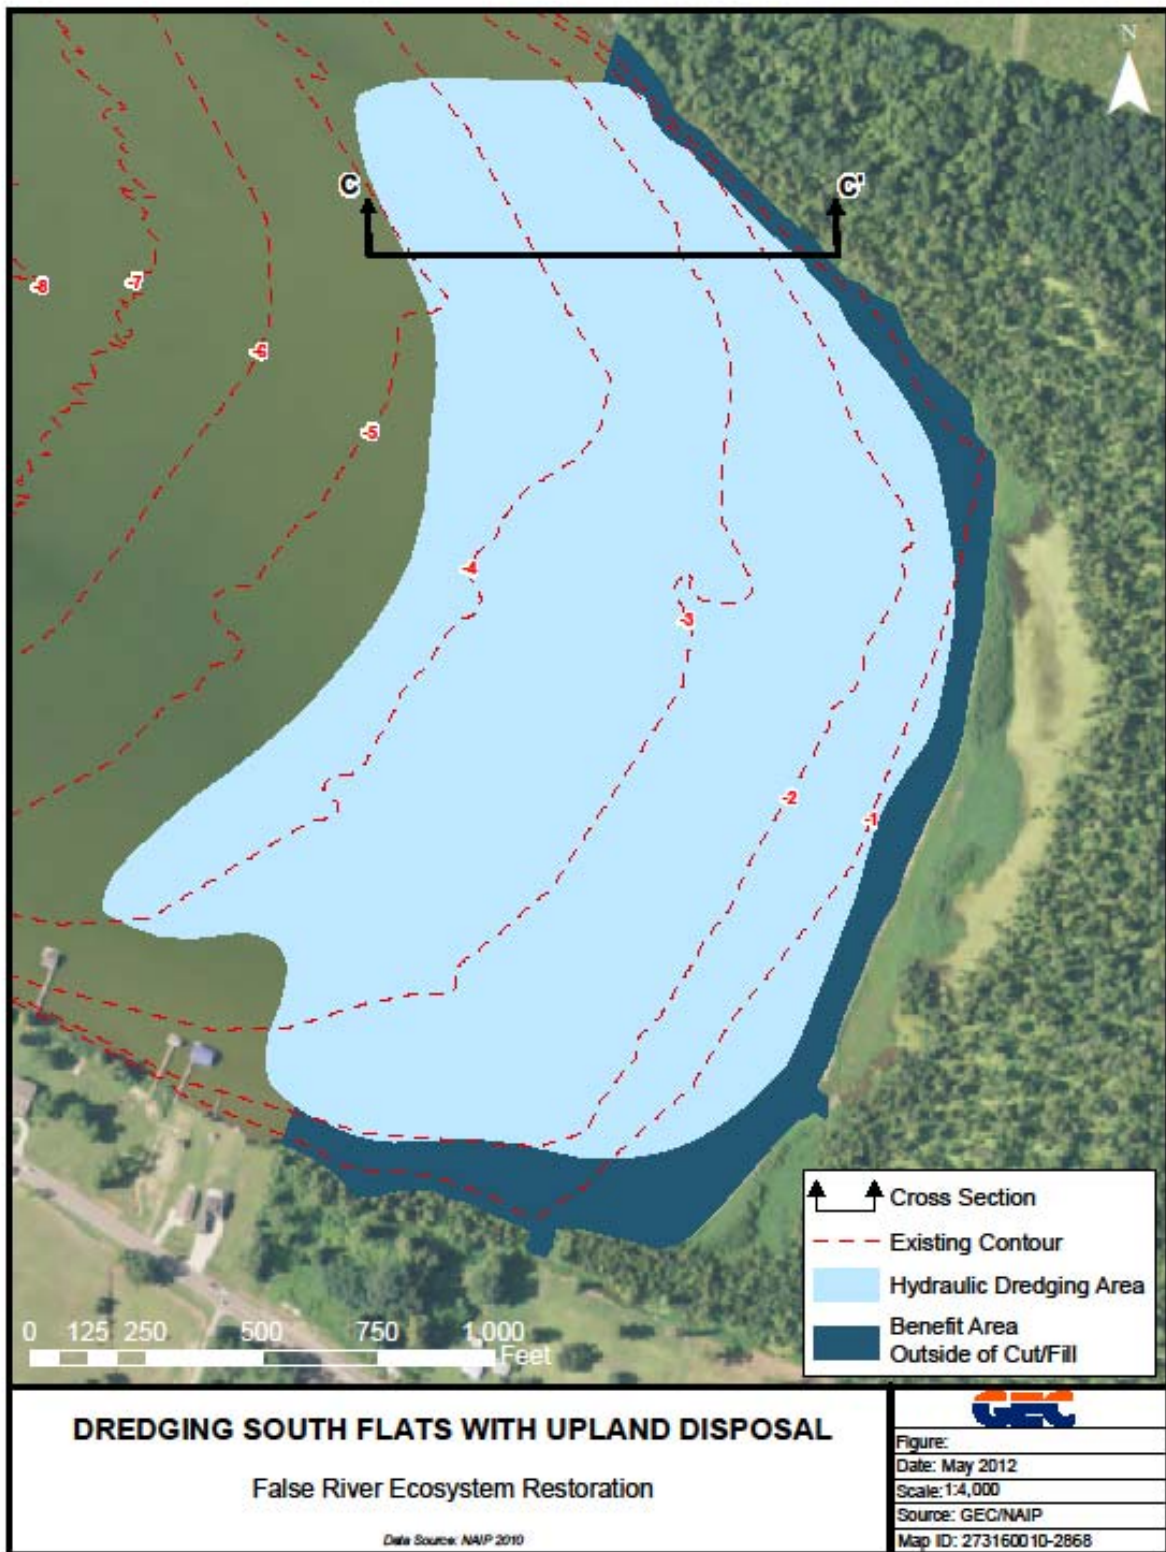 N
C C'
-8
-7
-6
-5
-4
-3
-2
-1
Cross Section
Existing Contour
Hydraulic Dredging Area
Benefit Area
Outside of Cut/Fill
0 125 250 500 750 1,000
Feet
DREDGING SOUTH FLATS WITH UPLAND DISPOSAL
False River Ecosystem Restoration
Data Source: NAIP 2010
GEC
Figure:
Date: May 2012
Scale: 1:4,000
Source: GEC/NAIP
Map ID: 273160010-2868